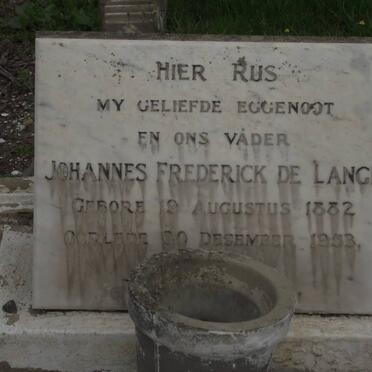 HIER RUS
MY GELIEFDE EGGENOOT
EN ONS VADER
JOHANNES FREDERICK DE LANG
GEBORE 19 AUGUSTUS 1882
OORLEDE 30 DESEMBER 1953.